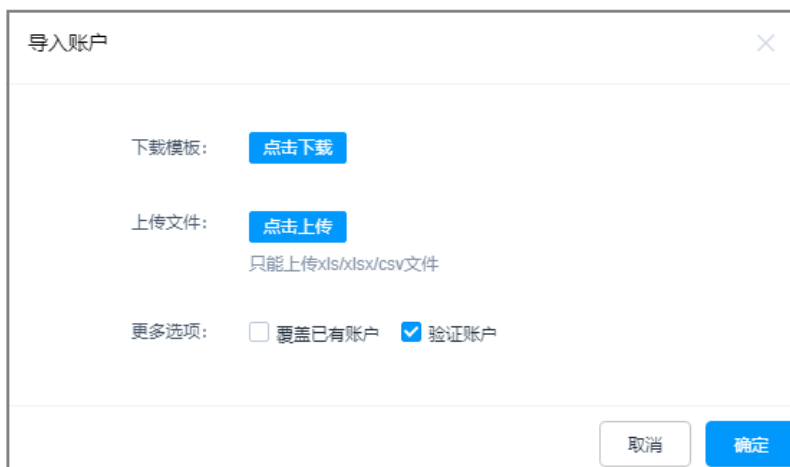 导入账户
下载模板: 点击下载
上传文件: 点击上传
只能上传xls/xlsx/csv文件
更多选项: 覆盖已有账户 验证账户
取消 确定